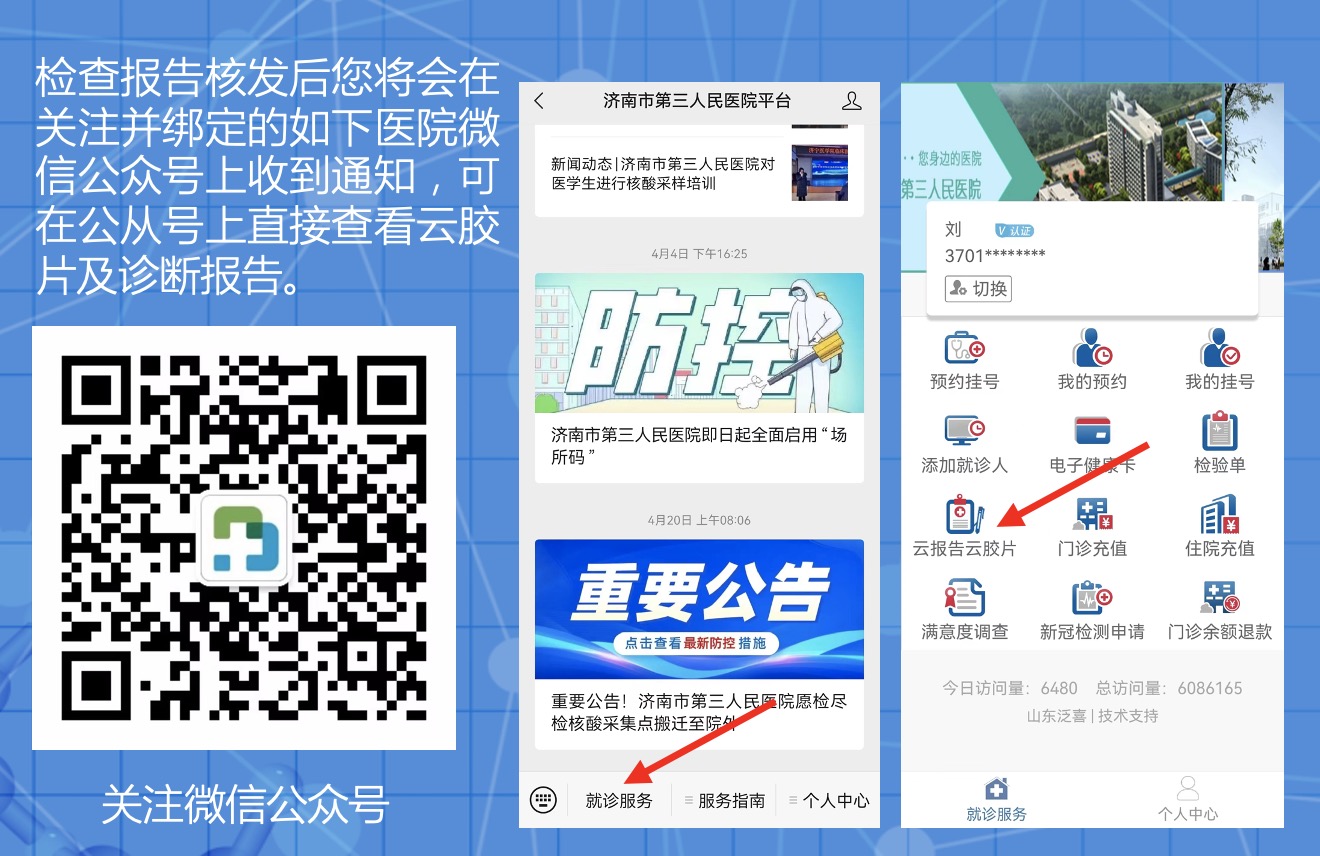 检查报告核发后您将会在
关注并绑定的如下医院微
信公众号上收到通知，可
在公从号上直接查看云胶
片及诊断报告。
关注微信公众号
济南市第三人民医院平台
新闻动态|济南市第三人民医院对
医学生进行核酸采样培训
4月4日 下午16:25
防控
济南市第三人民医院即日起全面启用“场
所码”
4月20日 上午08:06
重要公告
点击查看最新防控措施
重要公告！济南市第三人民医院愿检尽
检核酸采集点搬迁至院外
就诊服务
服务指南
个人中心
您身边的医院
第三人民医院
刘
V 认证
3701********
切换
预约挂号
我的预约
我的挂号
添加就诊人
电子健康卡
检验单
云报告云胶片
门诊充值
住院充值
满意度调查
新冠检测申请
门诊余额退款
今日访问量：6480 总访问量：6086165
山东泛喜|技术支持
就诊服务
个人中心